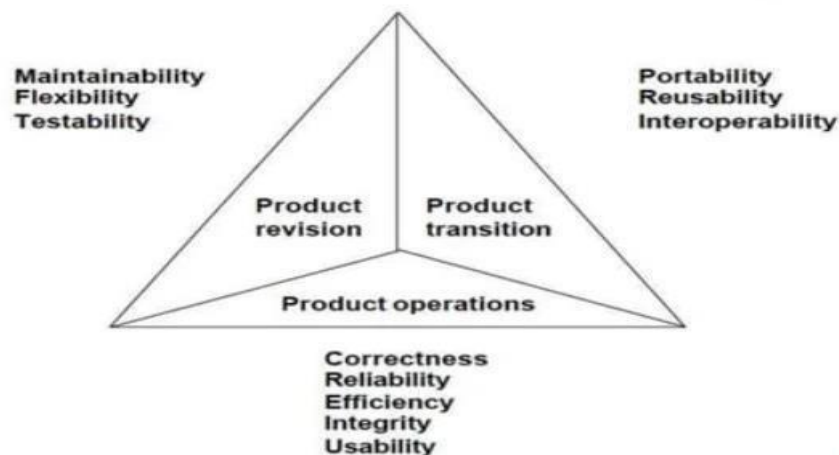 Maintainability
Flexibility
Testability
Portability
Reusability
Interoperability
Product
revision
Product
transition
Product operations
Correctness
Reliability
Efficiency
Integrity
Usability